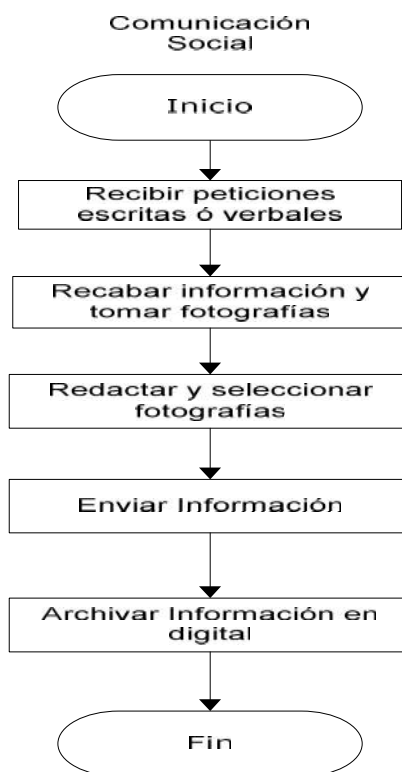 Comunicación
Social
Inicio
Recibir peticiones
escritas ó verbales
Recabar información y
tomar fotografías
Redactar y seleccionar
fotografías
Enviar Información
Archivar Información en
digital
Fin